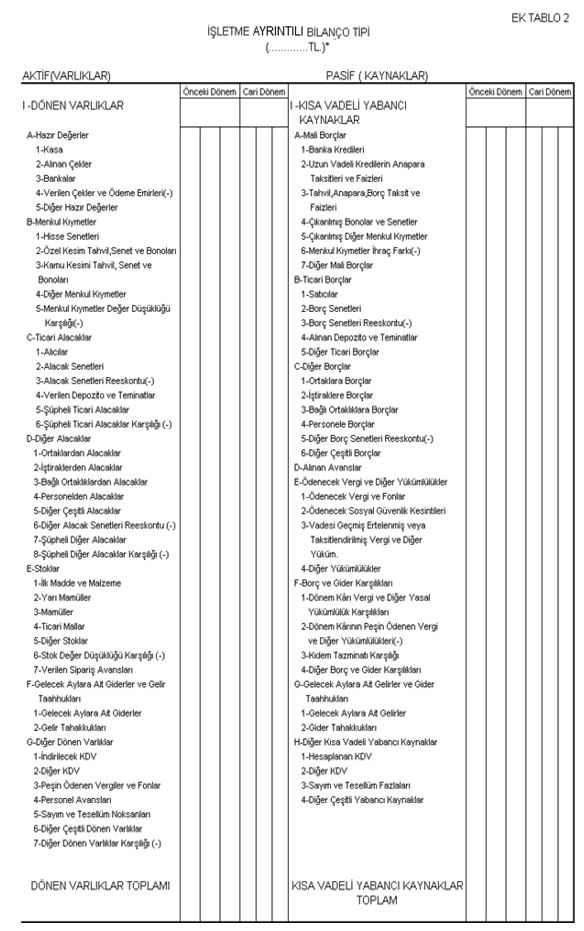 EK TABLO 2
İŞLETME AYRINTILI BİLANÇO TİPİ
(.............TL.)*
AKTİF(VARLIKLAR)
Önceki Dönem Cari Dönem
I -DÖNEN VARLIKLAR
A-Hazır Değerler
1-Kasa
2-Alınan Çekler
3-Bankalar
4-Verilen Çekler ve Ödeme Emirleri(-)
5-Diğer Hazır Değerler
B-Menkul Kıymetler
1-Hisse Senetleri
2-Özel Kesim Tahvil,Senet ve Bonoları
3-Kamu Kesimi Tahvil, Senet ve
Bonoları
4-Diğer Menkul Kıymetler
5-Menkul Kıymetler Değer Düşüklüğü
Karşılığı(-)
C-Ticari Alacaklar
1-Alıcılar
2-Alacak Senetleri
3-Alacak Senetleri Reeskontu(-)
4-Verilen Depozito ve Teminatlar
5-Şüpheli Ticari Alacaklar
6-Şüpheli Ticari Alacaklar Karşılığı (-)
D-Diğer Alacaklar
1-Ortaklardan Alacaklar
2-İştiraklerden Alacaklar
3-Bağlı Ortaklıklardan Alacaklar
4-Personelden Alacaklar
5-Diğer Çeşitli Alacaklar
6-Diğer Alacak Senetleri Reeskontu (-)
7-Şüpheli Diğer Alacaklar
8-Şüpheli Diğer Alacaklar Karşılığı (-)
E-Stoklar
1-İlk Madde ve Malzeme
2-Yarı Mamüller
3-Mamüller
4-Ticari Mallar
5-Diğer Stoklar
6-Stok Değer Düşüklüğü Karşılığı (-)
7-Verilen Sipariş Avansları
F-Gelecek Aylara Ait Giderler ve Gelir
Taahhukları
1-Gelecek Aylara Ait Giderler
2-Gelir Tahakkukları
G-Diğer Dönen Varlıklar
1-İndirilecek KDV
2-Diğer KDV
3-Peşin Ödenen Vergiler ve Fonlar
4-Personel Avansları
5-Sayım ve Tesellüm Noksanları
6-Diğer Çeşitli Dönen Varlıklar
7-Diğer Dönen Varlıklar Karşılığı (-)
DÖNEN VARLIKLAR TOPLAMI
PASİF ( KAYNAKLAR)
Önceki Dönem Cari Dönem
I -KISA VADELİ YABANCI
KAYNAKLAR
A-Mali Borçlar
1-Banka Kredileri
2-Uzun Vadeli Kredilerin Anapara
Taksitleri ve Faizleri
3-Tahvil,Anapara,Borç Taksit ve
Faizleri
4-Çıkarılmış Bonolar ve Senetler
5-Çıkarılmış Diğer Menkul Kıymetler
6-Menkul Kıymetler İhraç Farkı(-)
7-Diğer Mali Borçlar
B-Ticari Borçlar
1-Satıcılar
2-Borç Senetleri
3-Borç Senetleri Reeskontu(-)
4-Alınan Depozito ve Teminatlar
5-Diğer Ticari Borçlar
C-Diğer Borçlar
1-Ortaklara Borçlar
2-İştiraklere Borçlar
3-Bağlı Ortaklıklara Borçlar
4-Personele Borçlar
5-Diğer Borç Senetleri Reeskontu(-)
6-Diğer Çeşitli Borçlar
D-Alınan Avanslar
E-Ödenecek Vergi ve Diğer Yükümlülükler
1-Ödenecek Vergi ve Fonlar
2-Ödenecek Sosyal Güvenlik Kesintileri
3-Vadesi Geçmiş Ertelenmiş veya
Taksitlendirilmiş Vergi ve Diğer
Yüküm.
4-Diğer Yükümlülükler
F-Borç ve Gider Karşılıkları
1-Dönem Kârı Vergi ve Diğer Yasal
Yükümlülük Karşılıkları
2-Dönem Kârının Peşin Ödenen Vergi
ve Diğer Yükümlülükleri(-)
3-Kıdem Tazminatı Karşılığı
4-Diğer Borç ve Gider Karşılıkları
G-Gelecek Aylara Ait Gelirler ve Gider
Taahhukları
1-Gelecek Aylara Ait Gelirler
2-Gider Tahakkukları
H-Diğer Kısa Vadeli Yabancı Kaynaklar
1-Hesaplanan KDV
2-Diğer KDV
3-Sayım ve Tesellüm Fazlaları
4-Diğer Çeşitli Yabancı Kaynaklar
KISA VADELİ YABANCI KAYNAKLAR
TOPLAM